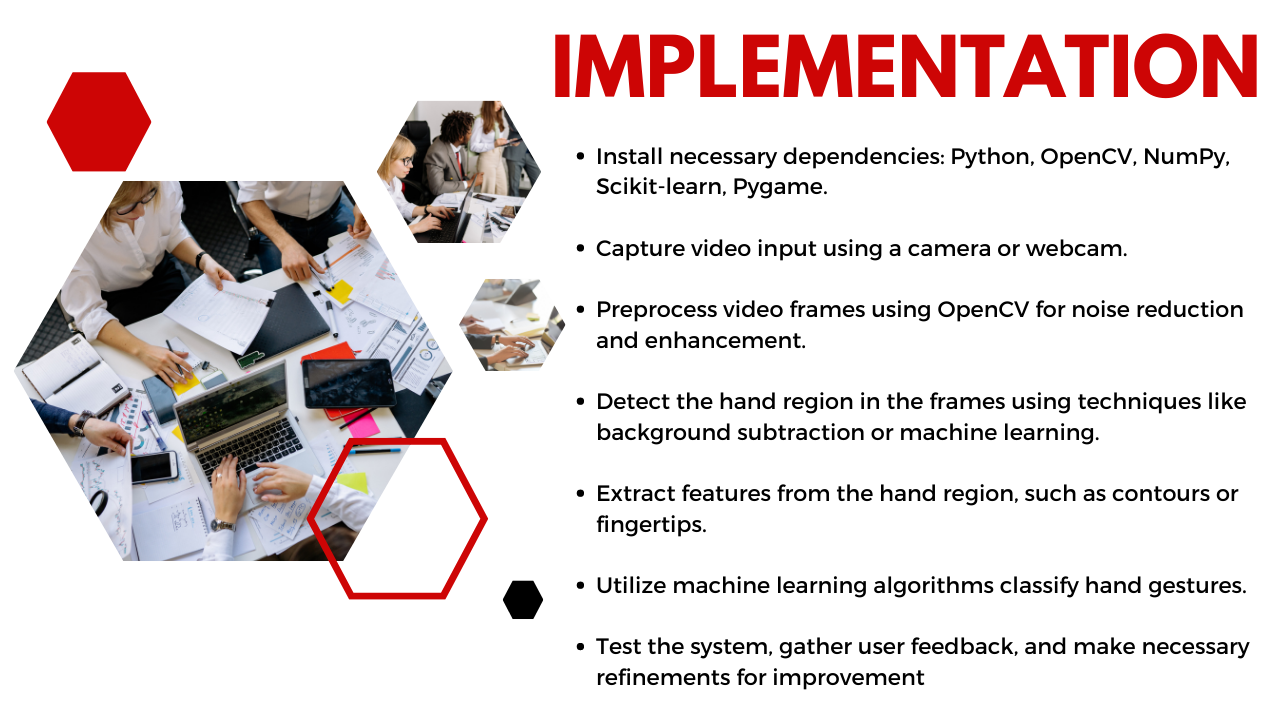 IMPLEMENTATION
• Install necessary dependencies: Python, OpenCV, NumPy,
Scikit-learn, Pygame.
• Capture video input using a camera or webcam.
• Preprocess video frames using OpenCV for noise reduction
and enhancement.
• Detect the hand region in the frames using techniques like
background subtraction or machine learning.
• Extract features from the hand region, such as contours or
fingertips.
• Utilize machine learning algorithms classify hand gestures.
• Test the system, gather user feedback, and make necessary
refinements for improvement